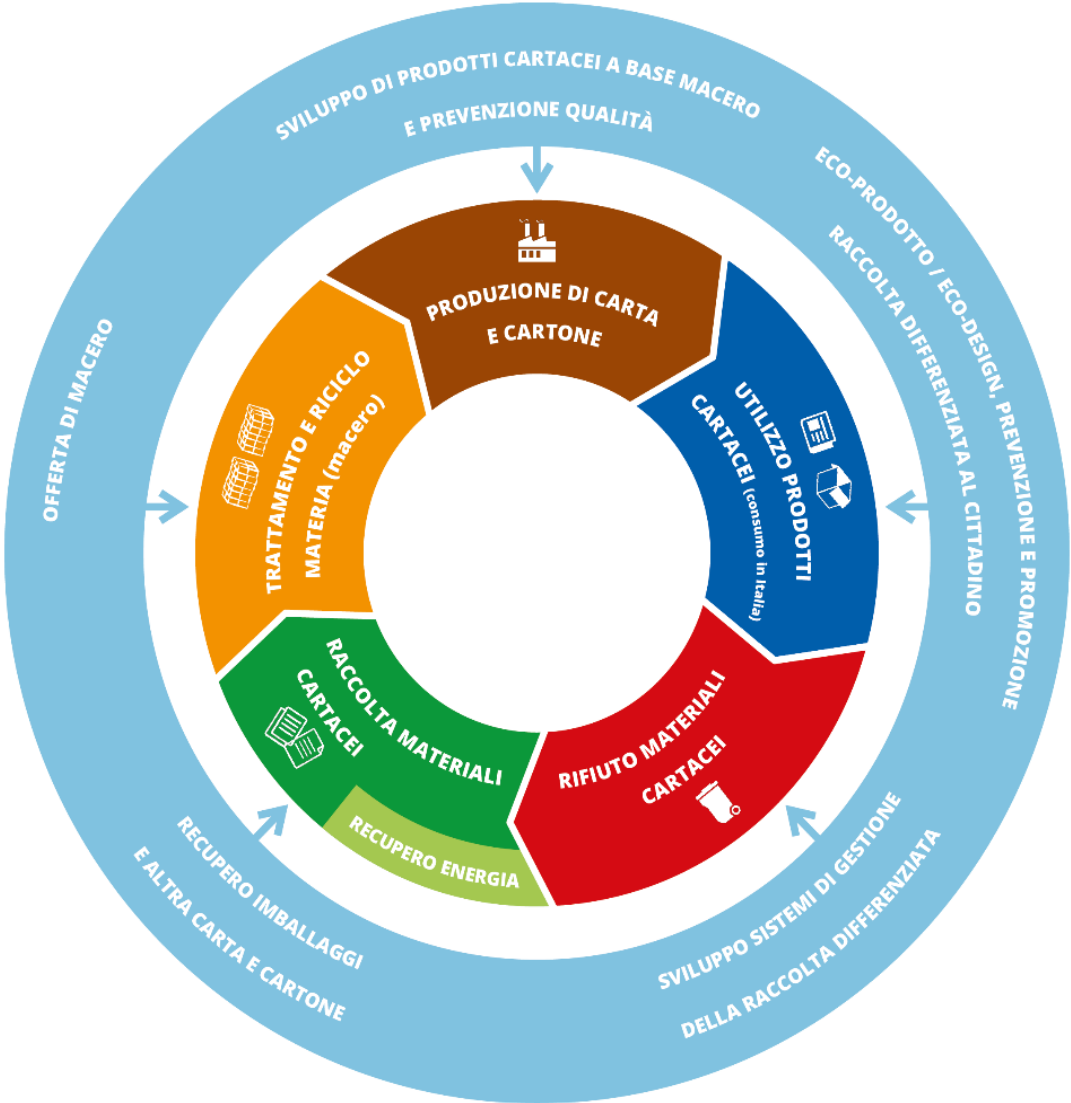 SVILUPPO DI PRODOTTI CARTACEI A BASE MACERO
E PREVENZIONE QUALITÀ
ECO-PRODOTTO / ECO-DESIGN, PREVENZIONE E PROMOZIONE
RACCOLTA DIFFERENZIATA AL CITTADINO
SVILUPPO SISTEMI DI GESTIONE
DELLA RACCOLTA DIFFERENZIATA
RECUPERO IMBALLAGGI
E ALTRA CARTA E CARTONE
OFFERTA DI MACERO
PRODUZIONE DI CARTA
E CARTONE
UTILIZZO PRODOTTI
CARTACEI (consumo in Italia)
RIFIUTO MATERIALI
CARTACEI
RACCOLTA MATERIALI
CARTACEI
RECUPERO ENERGIA
TRATTAMENTO E RICICLO
MATERIA (macero)